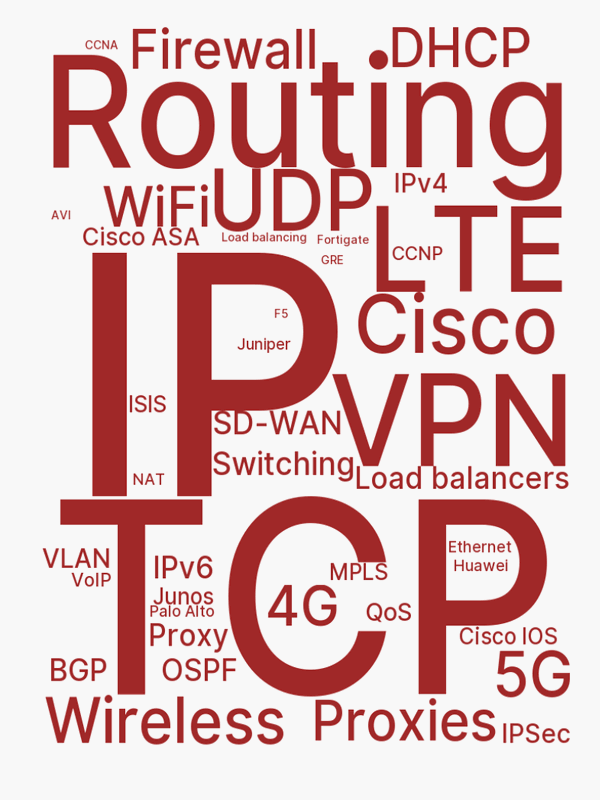 CCNA
Firewall
DHCP
Routing
WiFi
UDP
IPv4
AVI
Cisco ASA
Load balancing
Fortigate
LTE
CCNP
GRE
IP
F5
Juniper
Cisco
ISIS
SD-WAN
VPN
Switching
NAT
Load balancers
TCP
VLAN
VoIP
IPv6
Junos
Palo Alto
Proxy
4G
MPLS
QoS
Ethernet
Huawei
Cisco IOS
BGP
OSPF
5G
Wireless
Proxies
IPSec